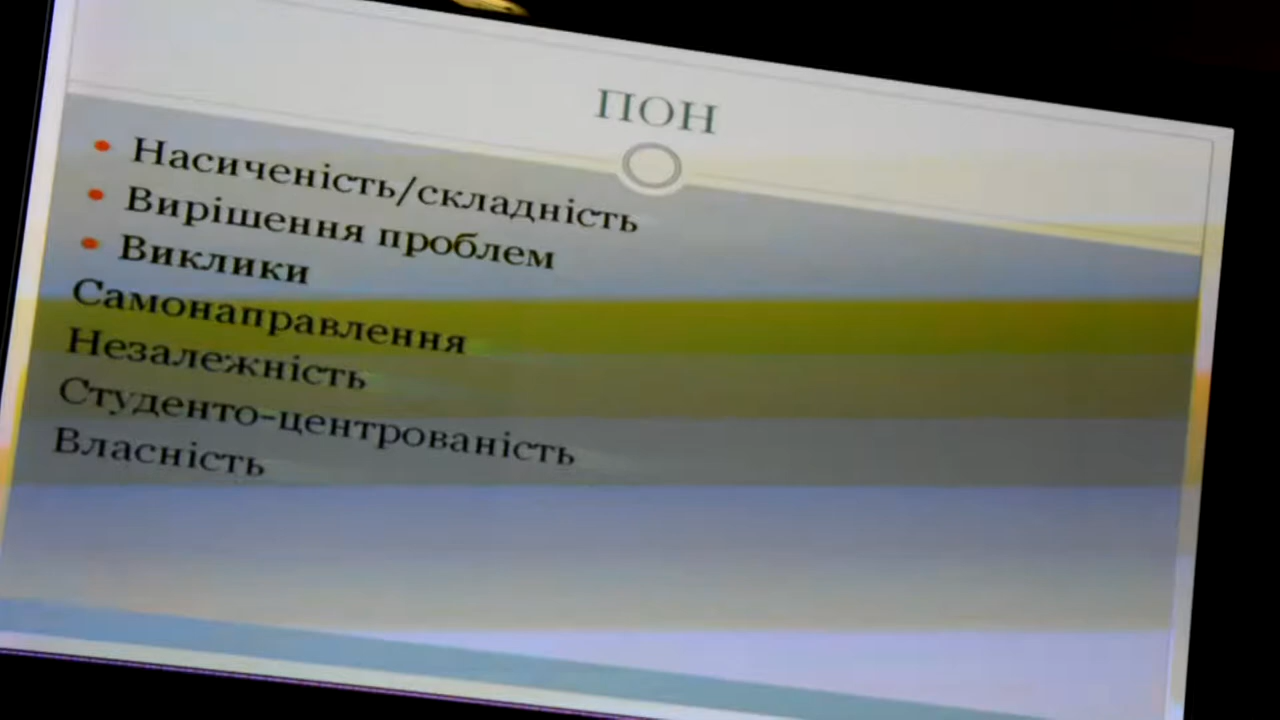 ПОН
Насиченість/складність
Вирішення проблем
Виклики
Самонаправлення
Незалежність
Студенто-центрованість
Власність